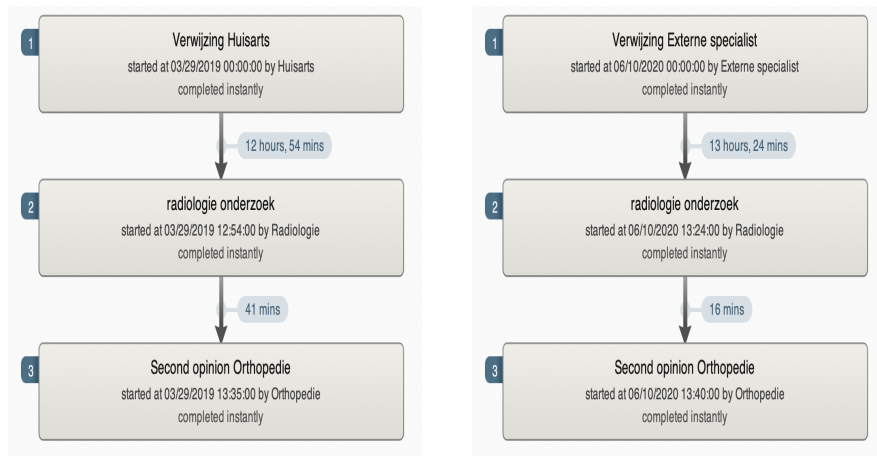 1
Verwijzing Huisarts
started at 03/29/2019 00:00:00 by Huisarts
completed instantly
12 hours, 54 mins
2
radiologie onderzoek
started at 03/29/2019 12:54:00 by Radiologie
completed instantly
41 mins
3
Second opinion Orthopedie
started at 03/29/2019 13:35:00 by Orthopedie
completed instantly
1
Verwijzing Externe specialist
started at 06/10/2020 00:00:00 by Externe specialist
completed instantly
13 hours, 24 mins
2
radiologie onderzoek
started at 06/10/2020 13:24:00 by Radiologie
completed instantly
16 mins
3
Second opinion Orthopedie
started at 06/10/2020 13:40:00 by Orthopedie
completed instantly